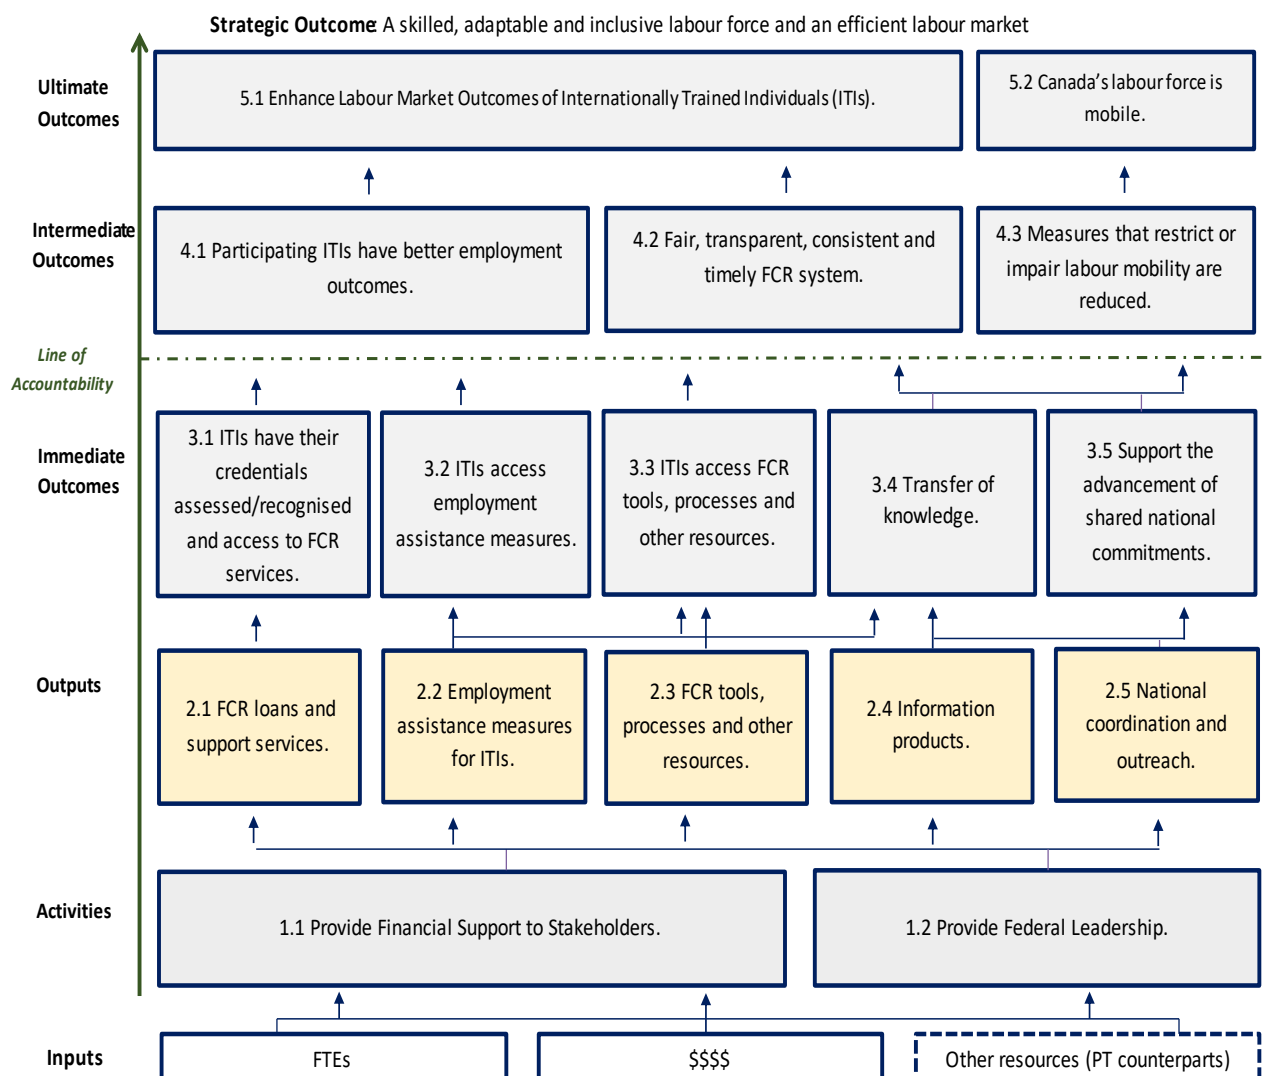 Strategic Outcome: A skilled, adaptable and inclusive labour force and an efficient labour market
Ultimate
Outcomes
5.1 Enhance Labour Market Outcomes of Internationally Trained Individuals (ITIs).
5.2 Canada's labour force is
mobile.
Intermediate
Outcomes
4.1 Participating ITIs have better employment
outcomes.
4.2 Fair, transparent, consistent and
timely FCR system.
4.3 Measures that restrict or
impair labour mobility are
reduced.
Line of
Accountability
Immediate
Outcomes
3.1 ITIs have their
credentials
assessed/recognised
and access to FCR
services.
3.2 ITIs access
employment
assistance measures.
3.3 ITIs access FCR
tools, processes and
other resources.
3.4 Transfer of
knowledge.
3.5 Support the
advancement of
shared national
commitments.
Outputs
2.1 FCR loans and
support services.
2.2 Employment
assistance measures
for ITIs.
2.3 FCR tools,
processes and other
resources.
2.4 Information
products.
2.5 National
coordination and
outreach.
Activities
1.1 Provide Financial Support to Stakeholders.
1.2 Provide Federal Leadership.
Inputs
FTEs
$$$$
Other resources (PT counterparts)